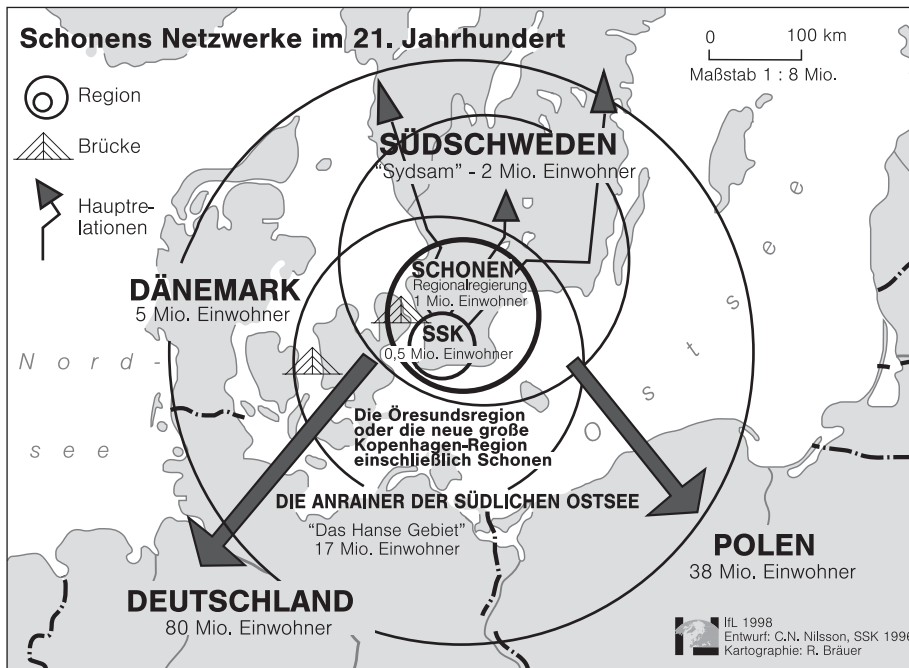 Schonens Netzwerke im 21. Jahrhundert
0 100 km
Maßstab 1 : 8 Mio.
Region
Brücke
Hauptre-
lationen
SÜDSCHWEDEN
"Sydsam" - 2 Mio. Einwohner
SCHONEN
Regionalregierung
1 Mio. Einwohner
DÄNEMARK
5 Mio. Einwohner
SSK
0,5 Mio. Einwohner
Nord-
see
Ostsee
Die Öresundsregion
oder die neue große
Kopenhagen-Region
einschließlich Schonen
DIE ANRAINER DER SÜDLICHEN OSTSEE
"Das Hanse Gebiet"
17 Mio. Einwohner
POLEN
38 Mio. Einwohner
DEUTSCHLAND
80 Mio. Einwohner
IfL 1998
Entwurf: C.N. Nilsson, SSK 1996
Kartographie: R. Bräuer